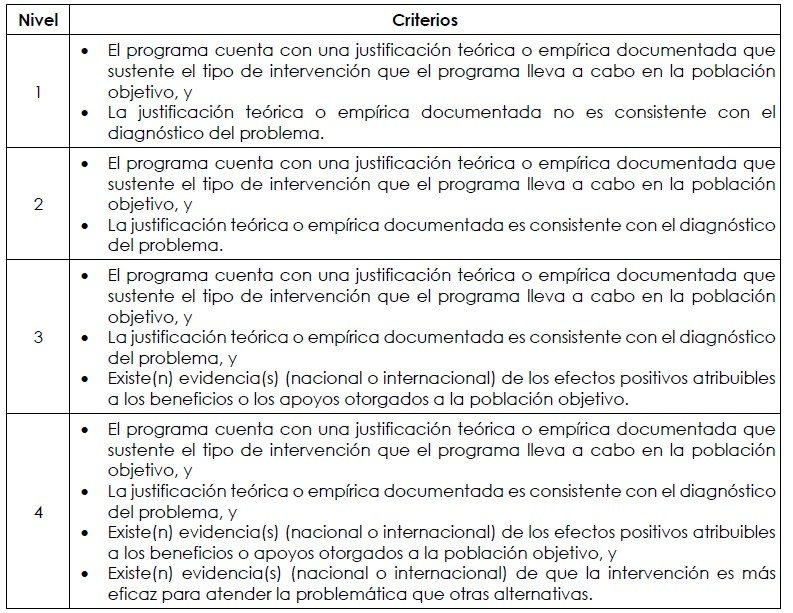 Nivel Criterios
1
• El programa cuenta con una justificación teórica o empírica documentada que
sustente el tipo de intervención que el programa lleva a cabo en la población
objetivo, y
• La justificación teórica o empírica documentada no es consistente con el
diagnóstico del problema.
2
• El programa cuenta con una justificación teórica o empírica documentada que
sustente el tipo de intervención que el programa lleva a cabo en la población
objetivo, y
• La justificación teórica o empírica documentada es consistente con el diagnóstico
del problema.
3
• El programa cuenta con una justificación teórica o empírica documentada que
sustente el tipo de intervención que el programa lleva a cabo en la población
objetivo, y
• La justificación teórica o empírica documentada es consistente con el diagnóstico
del problema, y
• Existe(n) evidencia(s) (nacional o internacional) de los efectos positivos atribuibles
a los beneficios o los apoyos otorgados a la población objetivo.
4
• El programa cuenta con una justificación teórica o empírica documentada que
sustente el tipo de intervención que el programa lleva a cabo en la población
objetivo, y
• La justificación teórica o empírica documentada es consistente con el diagnóstico
del problema, y
• Existe(n) evidencia(s) (nacional o internacional) de los efectos positivos atribuibles
a los beneficios o apoyos otorgados a la población objetivo, y
• Existe(n) evidencia(s) (nacional o internacional) de que la intervención es más
eficaz para atender la problemática que otras alternativas.